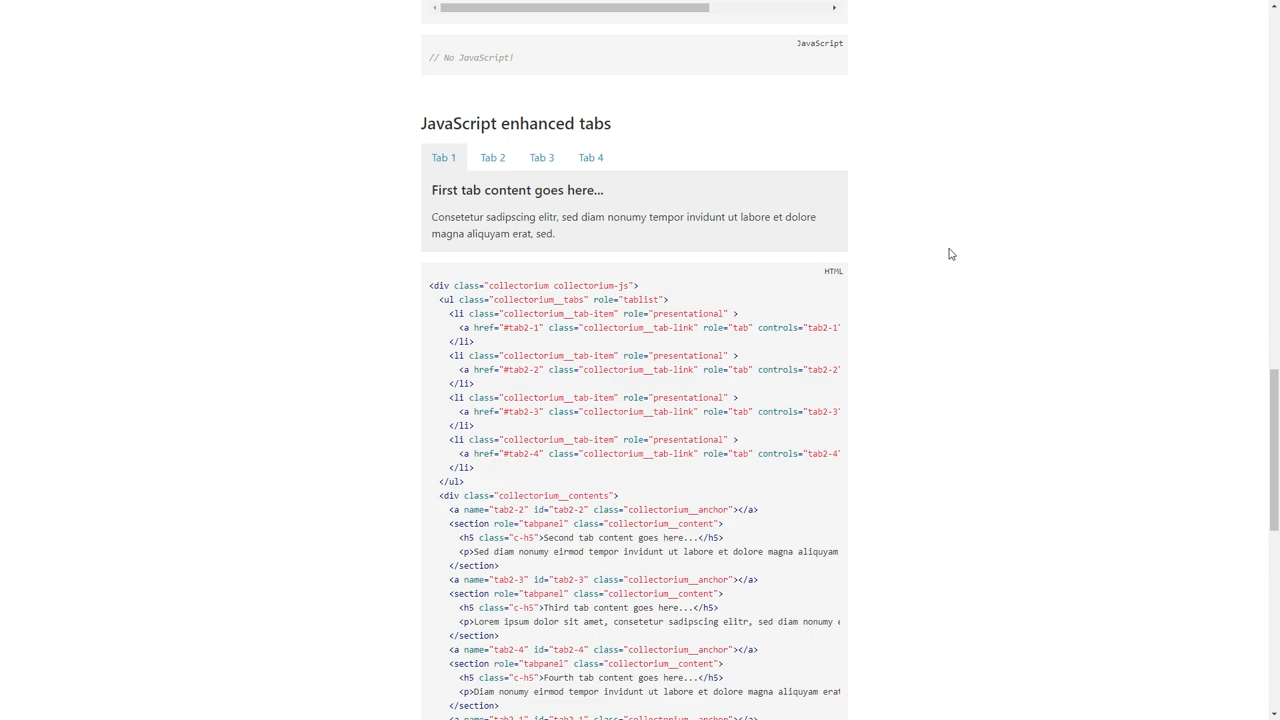 JavaScript
// No JavaScript!
JavaScript enhanced tabs
Tab 1 Tab 2 Tab 3 Tab 4
First tab content goes here...
Consetetur sadipscing elitr, sed diam nonumy tempor invidunt ut labore et dolore
magna aliquyam erat, sed.
HTML
<div class="collectorium collectorium-js">
<ul class="collectorium__tabs" role="tablist">
<li class="collectorium__tab-item" role="presentational" >
<a href="#tab2-1" class="collectorium__tab-link" role="tab" controls="tab2-1"
</li>
<li class="collectorium__tab-item" role="presentational" >
<a href="#tab2-2" class="collectorium__tab-link" role="tab" controls="tab2-2"
</li>
<li class="collectorium__tab-item" role="presentational" >
<a href="#tab2-3" class="collectorium__tab-link" role="tab" controls="tab2-3"
</li>
<li class="collectorium__tab-item" role="presentational" >
<a href="#tab2-4" class="collectorium__tab-link" role="tab" controls="tab2-4"
</li>
</ul>
<div class="collectorium__contents">
<a name="tab2-2" id="tab2-2" class="collectorium__anchor"></a>
<section role="tabpanel" class="collectorium__content">
<h5 class="c-h5">Second tab content goes here...</h5>
<p>Sed diam nonumy eirmod tempor invidunt ut labore et dolore magna aliquyam
</section>
<a name="tab2-3" id="tab2-3" class="collectorium__anchor"></a>
<section role="tabpanel" class="collectorium__content">
<h5 class="c-h5">Third tab content goes here...</h5>
<p>Lorem ipsum dolor sit amet, consetetur sadipscing elitr, sed diam nonumy e
</section>
<a name="tab2-4" id="tab2-4" class="collectorium__anchor"></a>
<section role="tabpanel" class="collectorium__content">
<h5 class="c-h5">Fourth tab content goes here...</h5>
<p>Diam nonumy eirmod tempor invidunt ut labore et dolore magna aliquyam erat
</section>
<a name="tab2-1" id="tab2-1" class="collectorium__anchor"></a>